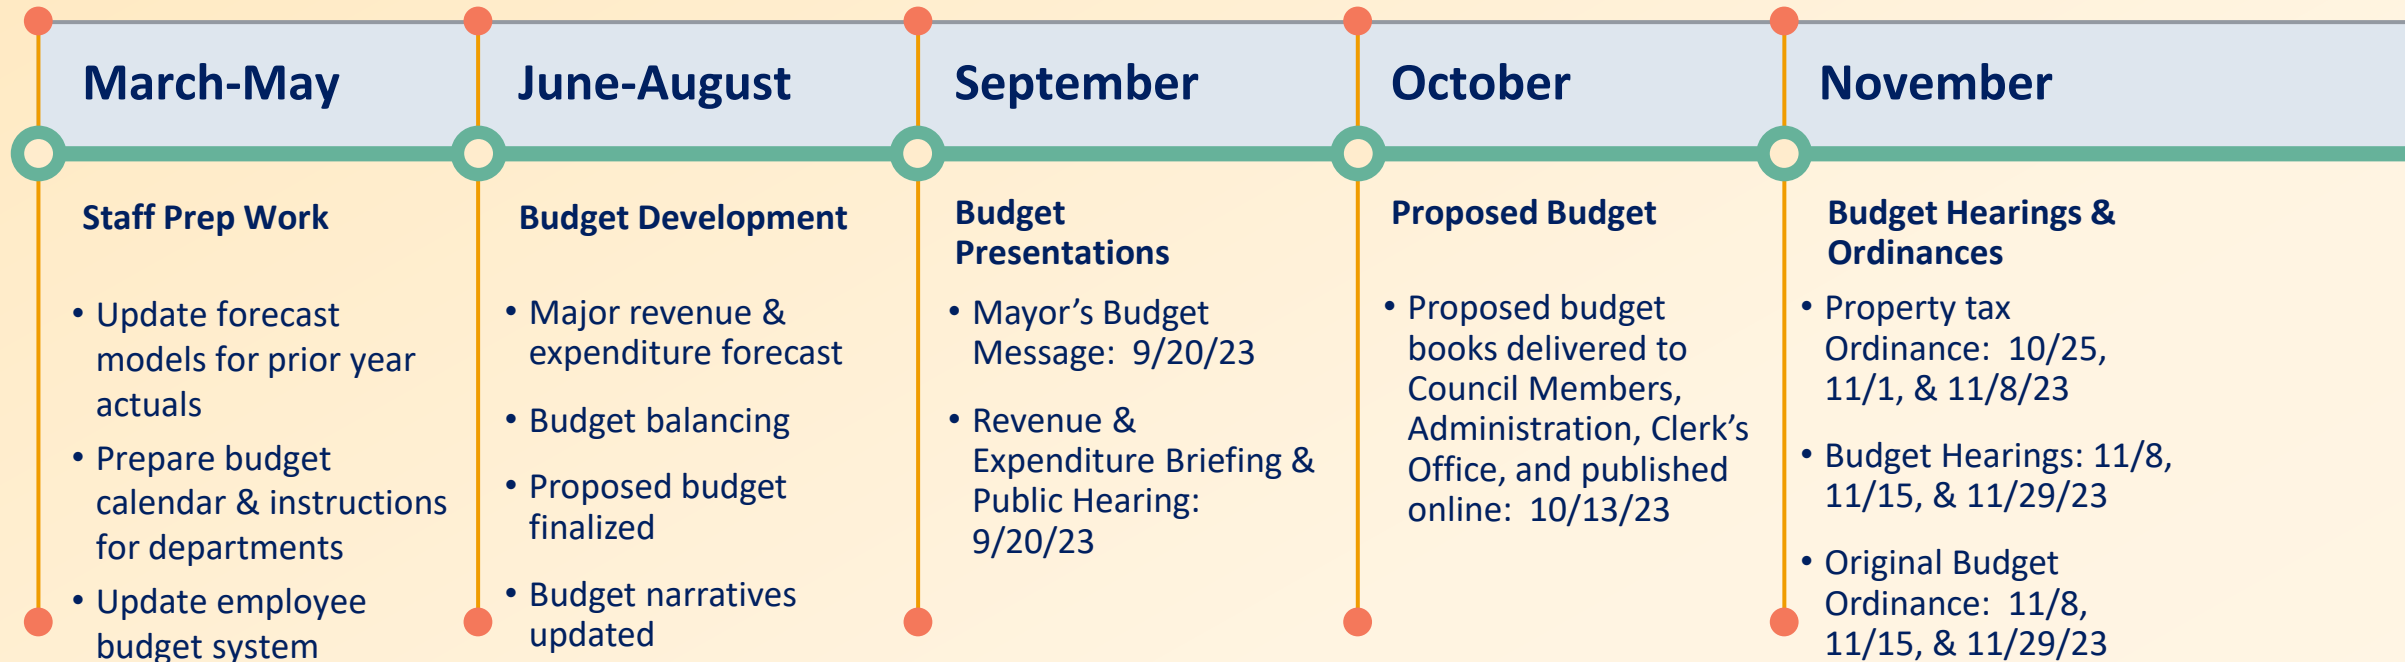 March-May
Staff Prep Work
• Update forecast
models for prior year
actuals
• Prepare budget
calendar & instructions
for departments
• Update employee
budget system
June-August
Budget Development
• Major revenue &
expenditure forecast
• Budget balancing
• Proposed budget
finalized
• Budget narratives
updated
September
Budget
Presentations
• Mayor’s Budget
Message:  9/20/23
• Revenue &
Expenditure Briefing &
Public Hearing:
9/20/23
October
Proposed Budget
• Proposed budget
books delivered to
Council Members,
Administration, Clerk’s
Office, and published
online:  10/13/23
November
Budget Hearings &
Ordinances
• Property tax
Ordinance:  10/25,
11/1, & 11/8/23
• Budget Hearings: 11/8,
11/15, & 11/29/23
• Original Budget
Ordinance:  11/8,
11/15, & 11/29/23